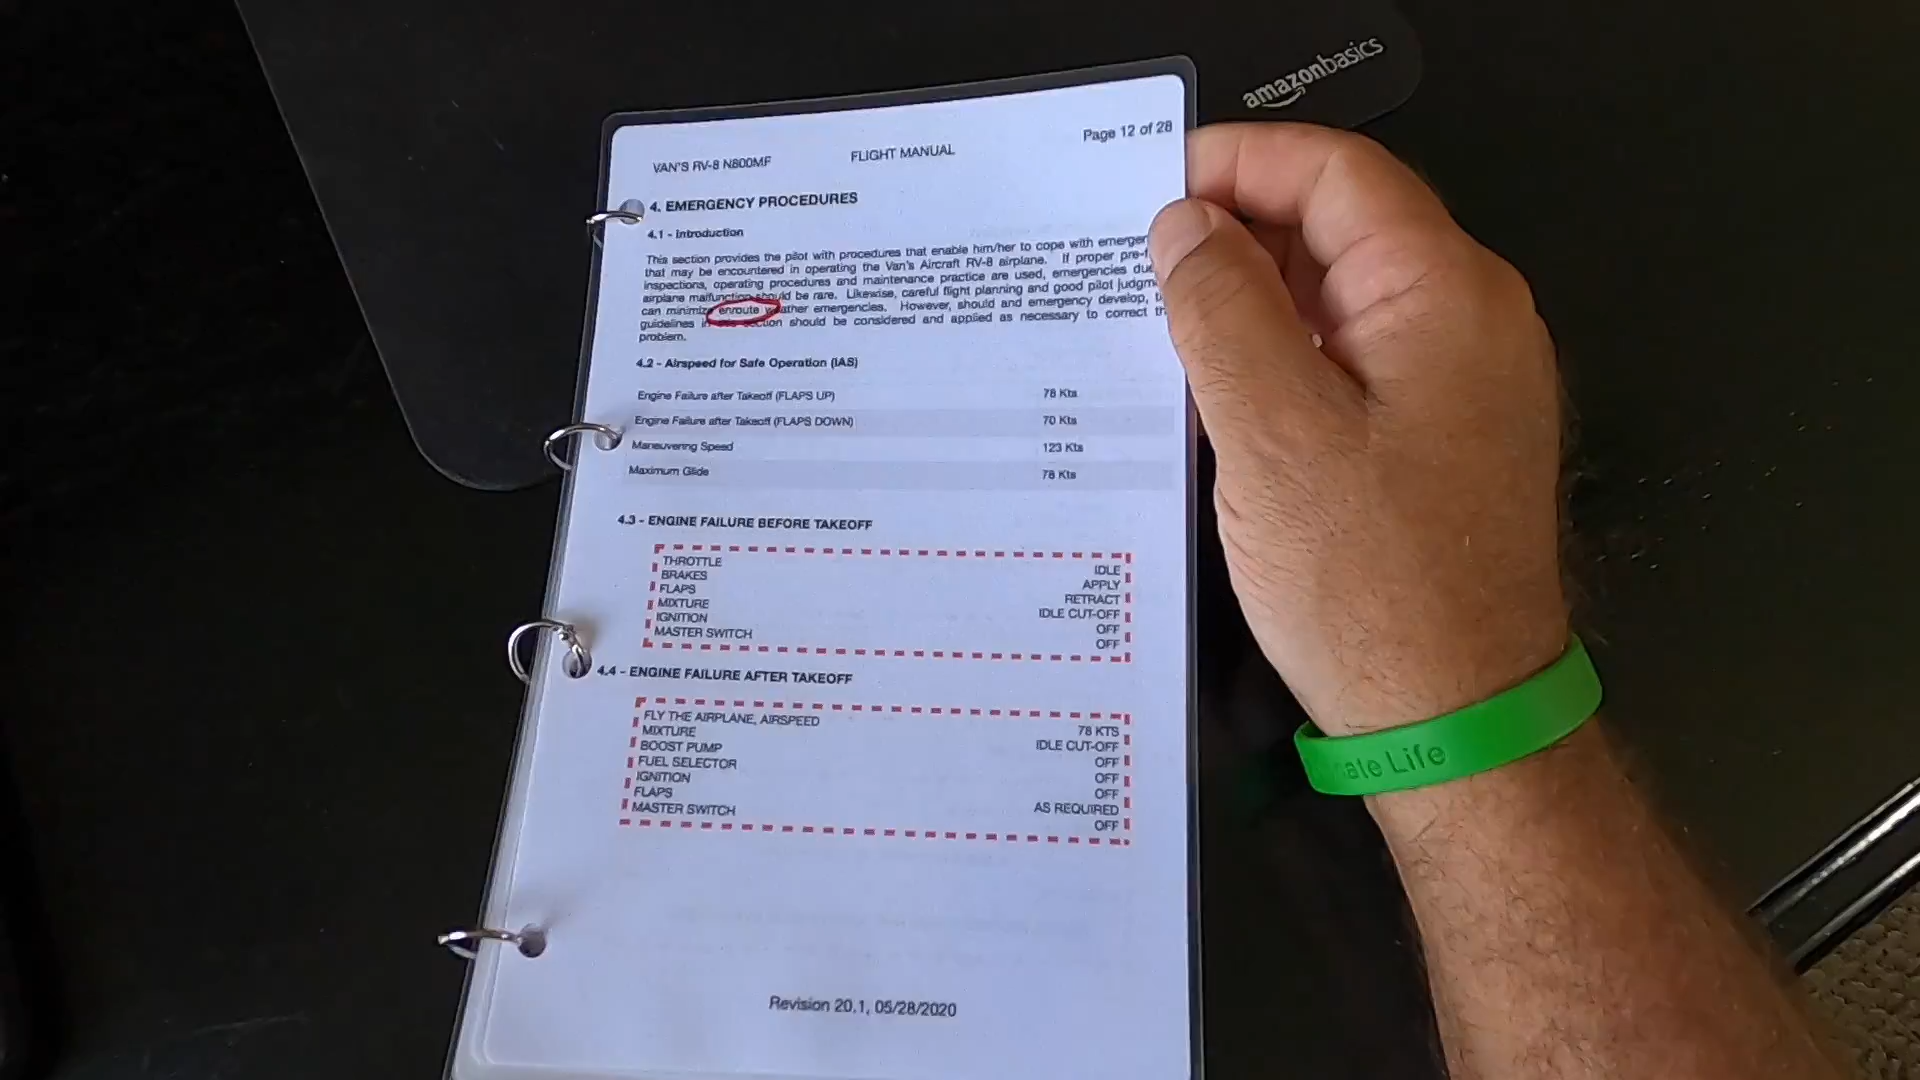 amazonbasics
Page 12 of 28
VAN'S RV-8 N800MF FLIGHT MANUAL
4. EMERGENCY PROCEDURES
4.1 - Introduction
This section provides the pilot with procedures that enable him/her to cope with
that may be encountered in operating the Van's Aircraft RV-8 airplane. If proper
inspections, operating procedures and maintenance practice are used, emergencies
airplane malfunction should be rare. Likewise, careful flight planning and good pilot
can minimize enroute weather emergencies. However, should and emergency develop,
guidelines in this section should be considered and applied as necessary to correct
problem.
4.2 - Airspeed for Safe Operation (IAS)
Engine Failure after Takeoff (FLAPS UP) 78 Kts
Engine Failure after Takeoff (FLAPS DOWN) 70 Kts
Maneuvering Speed 123 Kts
Maximum Glide 78 Kts
4.3 - ENGINE FAILURE BEFORE TAKEOFF
THROTTLE IDLE
BRAKES APPLY
FLAPS RETRACT
MIXTURE IDLE CUT-OFF
IGNITION OFF
MASTER SWITCH OFF
4.4 - ENGINE FAILURE AFTER TAKEOFF
FLY THE AIRPLANE, AIRSPEED 78 KTS
MIXTURE IDLE CUT-OFF
BOOST PUMP OFF
FUEL SELECTOR OFF
IGNITION OFF
FLAPS AS REQUIRED
MASTER SWITCH OFF
Revision 20.1, 05/28/2020
Life